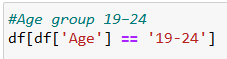 #Age group 19-24
df[df['Age'] == '19-24']